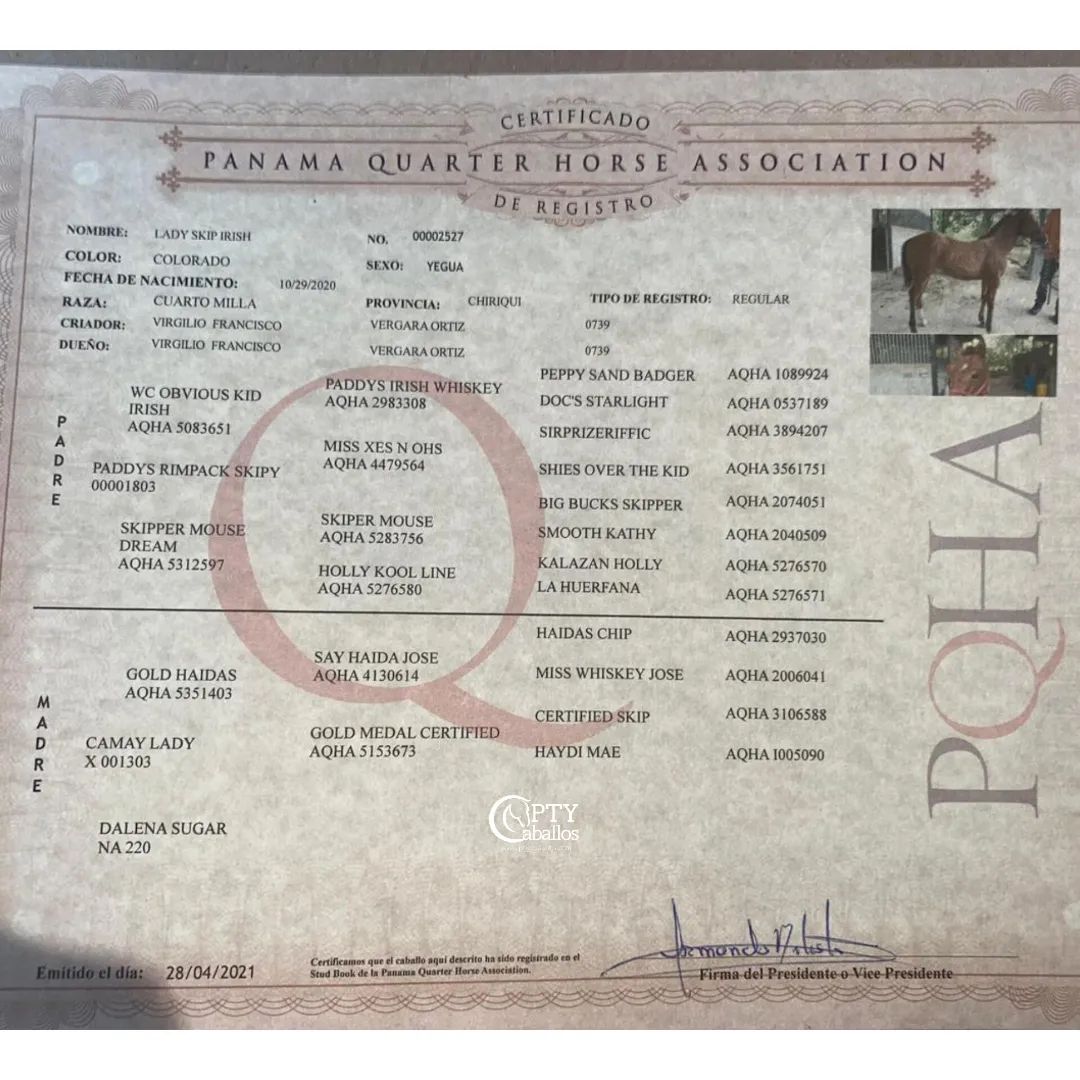 CERTIFICADO
PANAMA QUARTER HORSE ASSOCIATION
DE REGISTRO
NOMBRE: LADY SKIP IRISH NO. 00002527
COLOR: COLORADO SEXO: YEGUA
FECHA DE NACIMIENTO: 10/29/2020
RAZA: CUARTO MILLA PROVINCIA: CHIRIQUI TIPO DE REGISTRO: REGULAR
CRIADOR: VIRGILIO FRANCISCO VERGARA ORTIZ 0739
DUEÑO: VIRGILIO FRANCISCO VERGARA ORTIZ 0739
PADRE
PADDYS RIMPACK SKIPY
00001803
WC OBVIOUS KID
IRISH
AQHA 5083651
SKIPPER MOUSE
DREAM
AQHA 5312597
PADDYS IRISH WHISKEY
AQHA 2983308
MISS XES N OHS
AQHA 4479564
SKIPER MOUSE
AQHA 5283756
HOLLY KOOL LINE
AQHA 5276580
PEPPY SAND BADGER AQHA 1089924
DOC'S STARLIGHT AQHA 0537189
SIRPRIZERIFFIC AQHA 3894207
SHIES OVER THE KID AQHA 3561751
BIG BUCKS SKIPPER AQHA 2074051
SMOOTH KATHY AQHA 2040509
KALAZAN HOLLY AQHA 5276570
LA HUERFANA AQHA 5276571
MADRE
CAMAY LADY
X 001303
GOLD HAIDAS
AQHA 5351403
DALENA SUGAR
NA 220
SAY HAIDA JOSE
AQHA 4130614
GOLD MEDAL CERTIFIED
AQHA 5153673
HAIDAS CHIP AQHA 2937030
MISS WHISKEY JOSE AQHA 2006041
CERTIFIED SKIP AQHA 3106588
HAYDI MAE AQHA I005090
PQHA
PTY
Caballos
Emitido el día: 28/04/2021
Certificamos que el caballo aquí descrito ha sido registrado en el
Stud Book de la Panama Quarter Horse Association.
Firma del Presidente o Vice Presidente